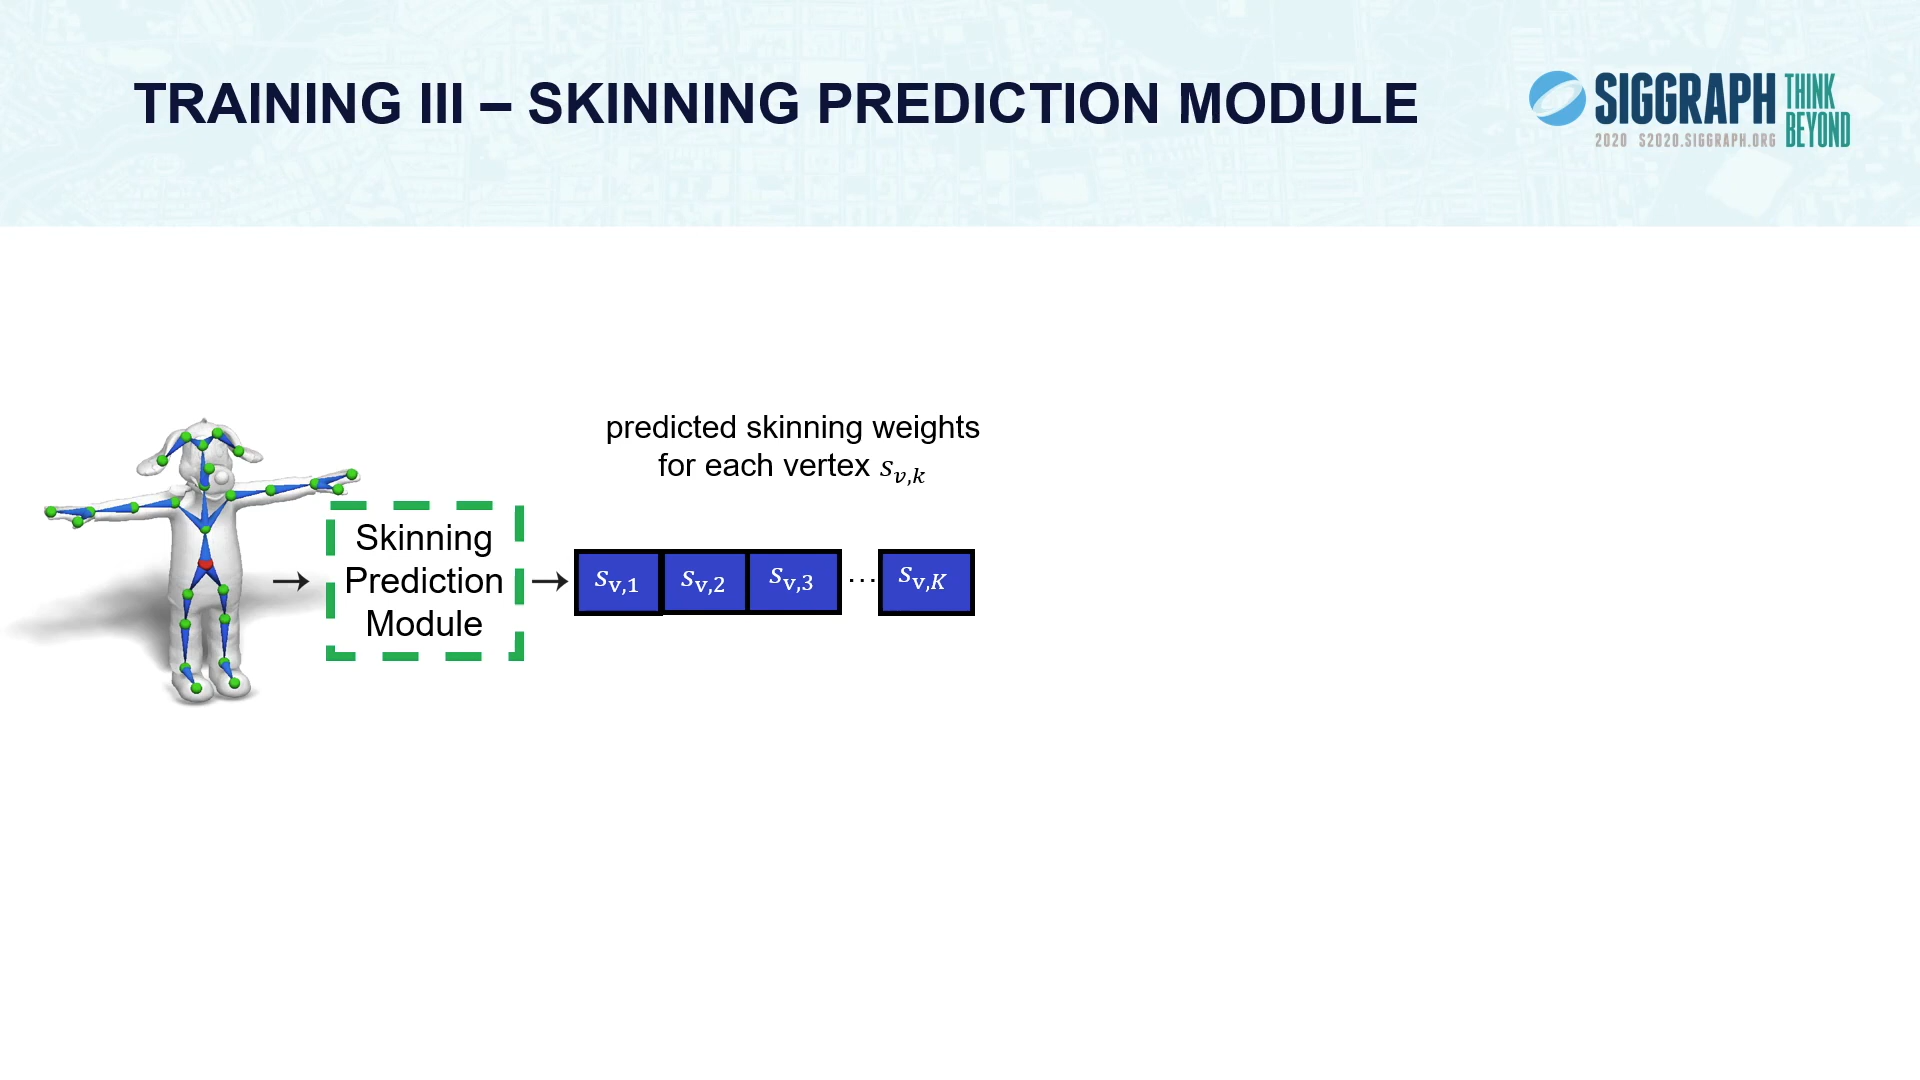 TRAINING III – SKINNING PREDICTION MODULE
SIGGRAPH
THINK
BEYOND
2020 S2020.SIGGRAPH.ORG
predicted skinning weights
for each vertex s_{v,k}
Skinning
Prediction
Module
s_{v,1} s_{v,2} s_{v,3} ⋯ s_{v,K}